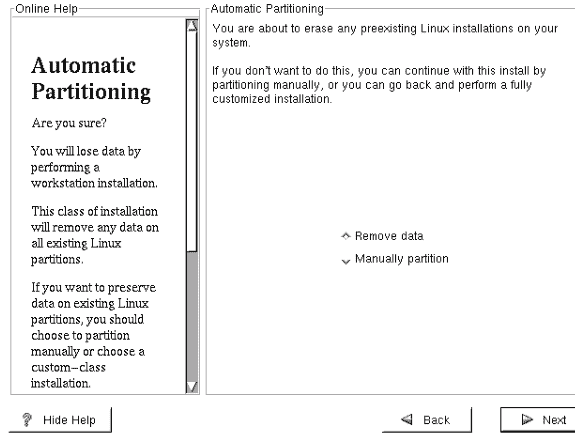 Online Help
Automatic
Partitioning
Are you sure?
You will lose data by
performing a
workstation installation.
This class of installation
will remove any data on
all existing Linux
partitions.
If you want to preserve
data on existing Linux
partitions, you should
choose to partition
manually or choose a
custom-class
installation.
Automatic Partitioning
You are about to erase any preexisting Linux installations on your
system.
If you don't want to do this, you can continue with this install by
partitioning manually, or you can go back and perform a fully
customized installation.
Remove data
Manually partition
Hide Help
Back
Next